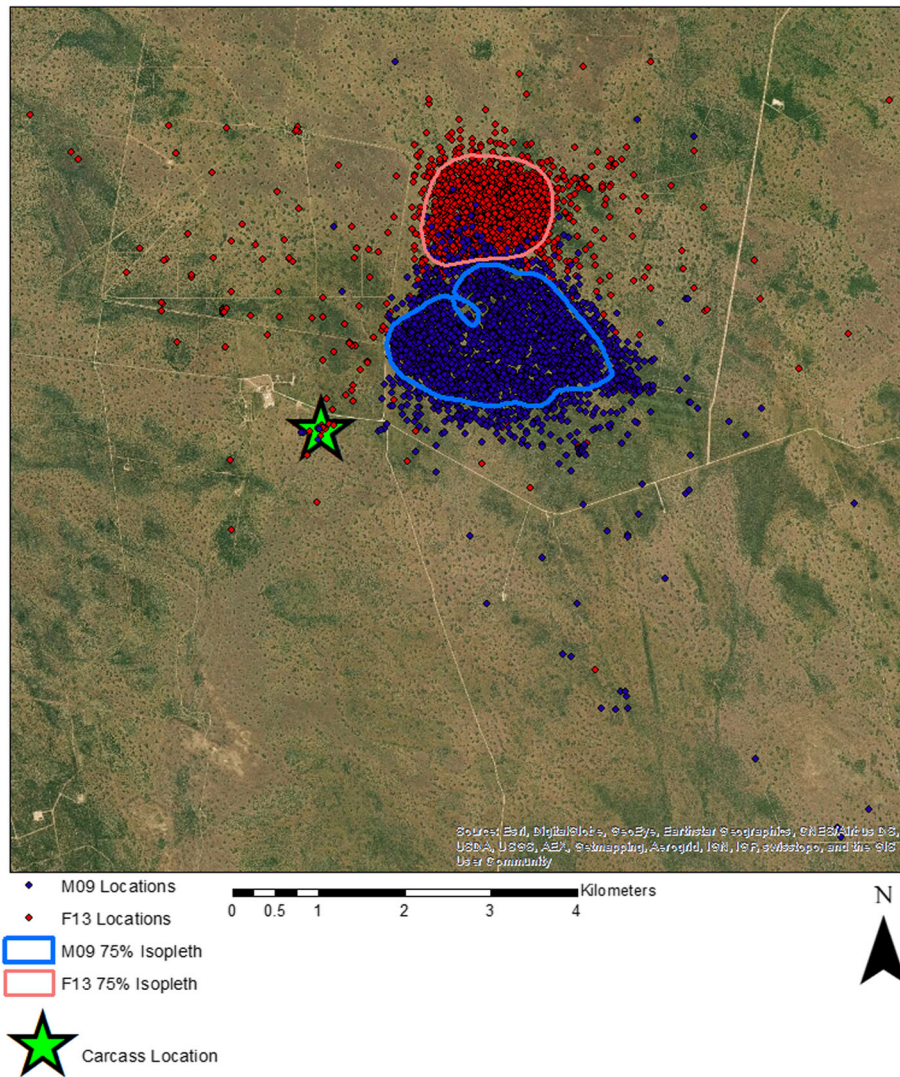 Source: Esri, DigitalGlobe, GeoEye, Earthstar Geographics, CNES/Airbus DS,
USDA, USGS, AEX, Getmapping, Aerogrid, IGN, IGP, swisstopo, and the GIS
User Community
M09 Locations
F13 Locations
M09 75% Isopleth
F13 75% Isopleth
Carcass Location
Kilometers
0 0.5 1 2 3 4
N